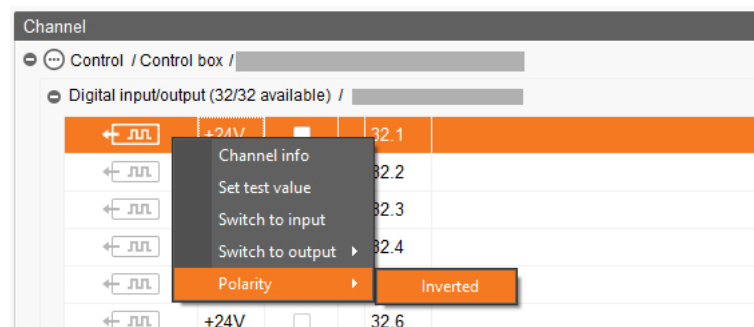 Channel
Control / Control box /
Digital input/output (32/32 available) /
+24V 32.1
Channel info
32.2
Set test value
32.3
Switch to input
Switch to output 32.4
Polarity Inverted
+24V 32.6